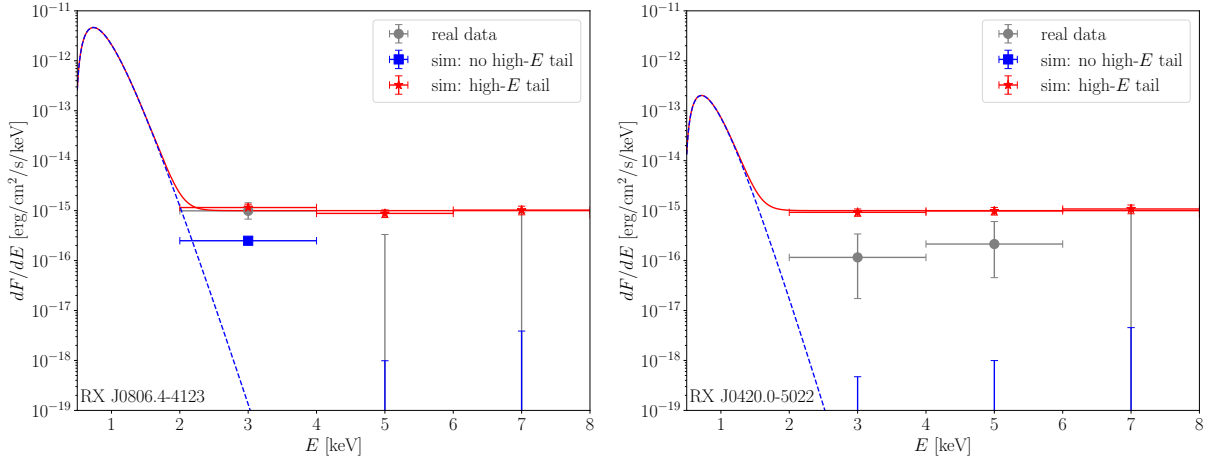 10⁻¹¹
10⁻¹²
10⁻¹³
10⁻¹⁴
10⁻¹⁵
10⁻¹⁶
10⁻¹⁷
10⁻¹⁸
10⁻¹⁹
dF/dE [erg/cm²/s/keV]
real data
sim: no high-E tail
sim: high-E tail
RX J0806.4-4123
1 2 3 4 5 6 7 8
E [keV]
10⁻¹¹
10⁻¹²
10⁻¹³
10⁻¹⁴
10⁻¹⁵
10⁻¹⁶
10⁻¹⁷
10⁻¹⁸
10⁻¹⁹
dF/dE [erg/cm²/s/keV]
real data
sim: no high-E tail
sim: high-E tail
RX J0420.0-5022
1 2 3 4 5 6 7 8
E [keV]